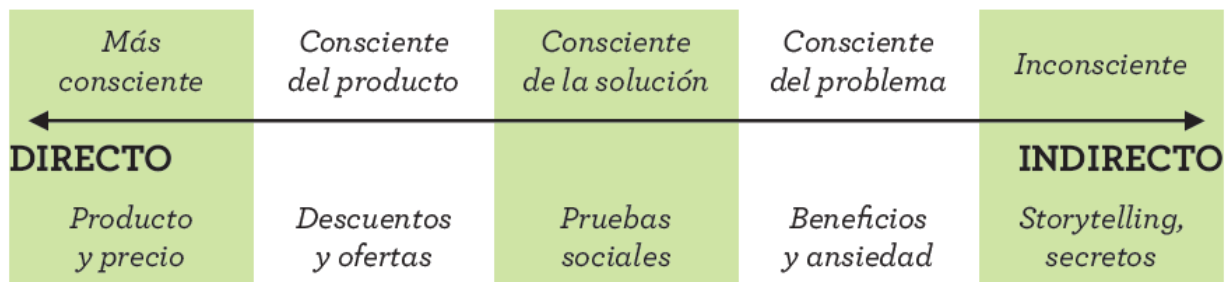 Más
consciente
Consciente
del producto
Consciente
de la solución
Consciente
del problema
Inconsciente
DIRECTO
INDIRECTO
Producto
y precio
Descuentos
y ofertas
Pruebas
sociales
Beneficios
y ansiedad
Storytelling,
secretos